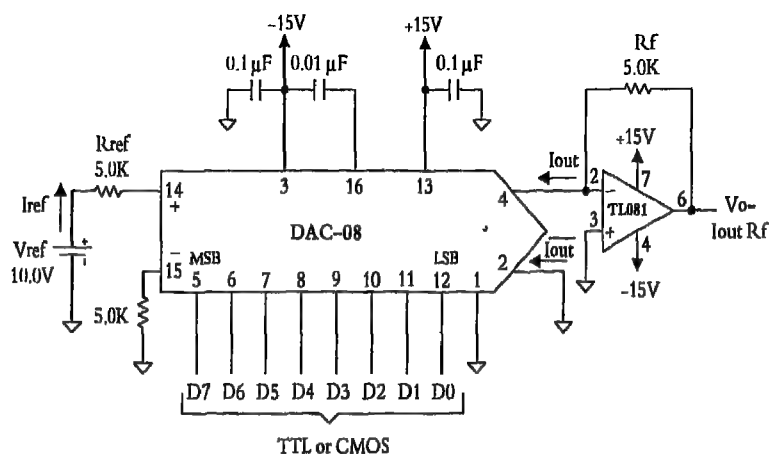 -15V
+15V
0.1 µF
0.01 µF
0.1 µF
Rf
5.0K
Rref
5.0K
+15V
Iout
14
+
3
16
13
4
2
−
7
6
Iref
DAC-08
TL081
Vo-
Iout Rf
Vref
10.0V
+
-
−
15
MSB
LSB
Iout
3
+
4
2
-15V
5
6
7
8
9
10
11
12
1
5.0K
D7 D6 D5 D4 D3 D2 D1 D0
TTL or CMOS